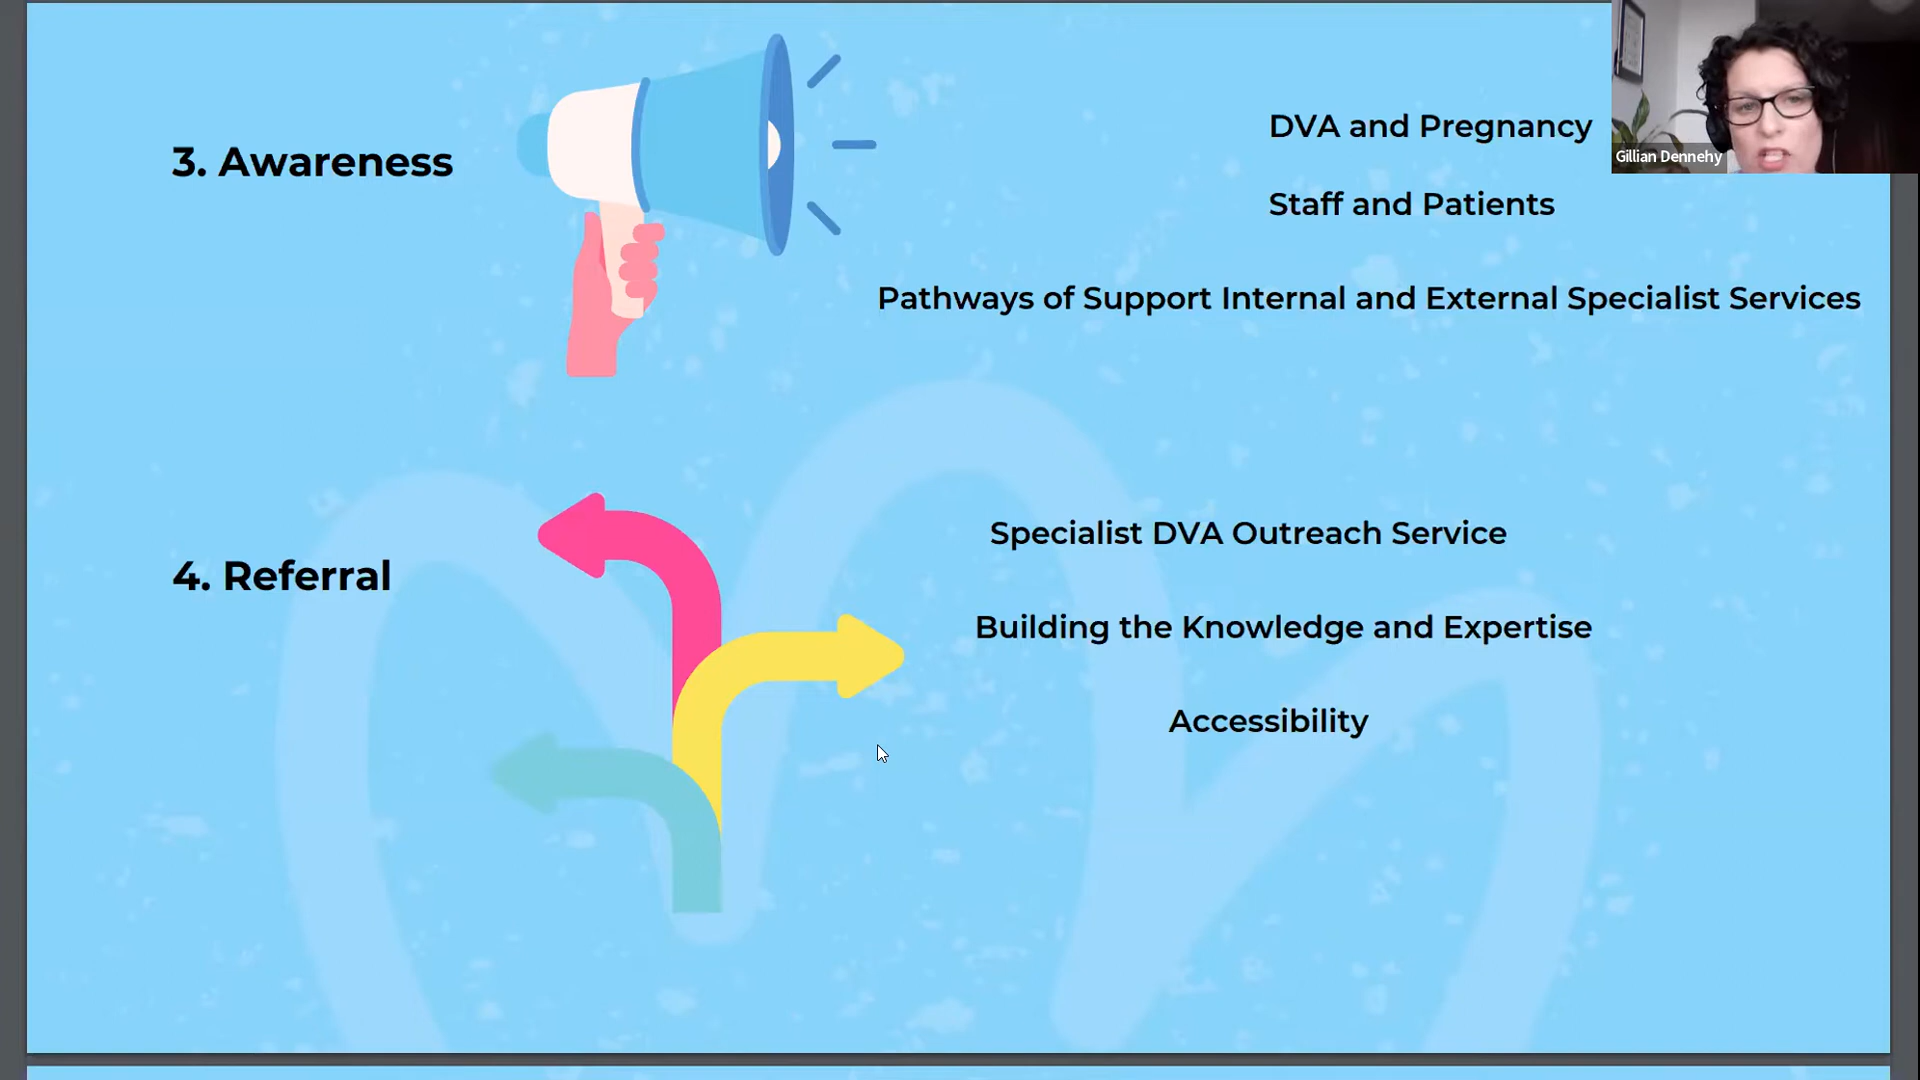 3. Awareness
DVA and Pregnancy
Staff and Patients
Pathways of Support Internal and External Specialist Services
Gillian Dennehy
4. Referral
Specialist DVA Outreach Service
Building the Knowledge and Expertise
Accessibility